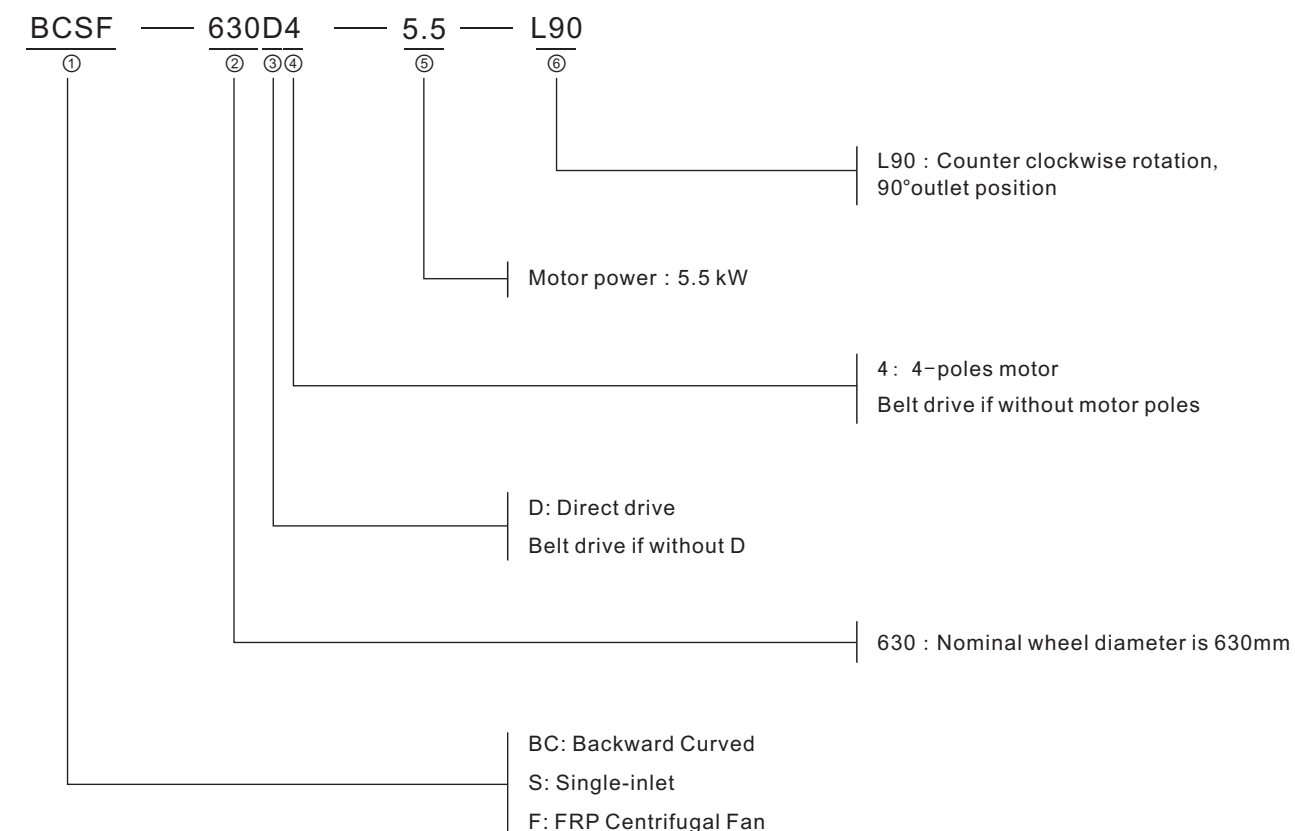 BCSF — 630D4 — 5.5 — L90
① ② ③ ④ ⑤ ⑥
L90 : Counter clockwise rotation,
90°outlet position
Motor power : 5.5 kW
4: 4-poles motor
Belt drive if without motor poles
D: Direct drive
Belt drive if without D
630 : Nominal wheel diameter is 630mm
BC: Backward Curved
S: Single-inlet
F: FRP Centrifugal Fan